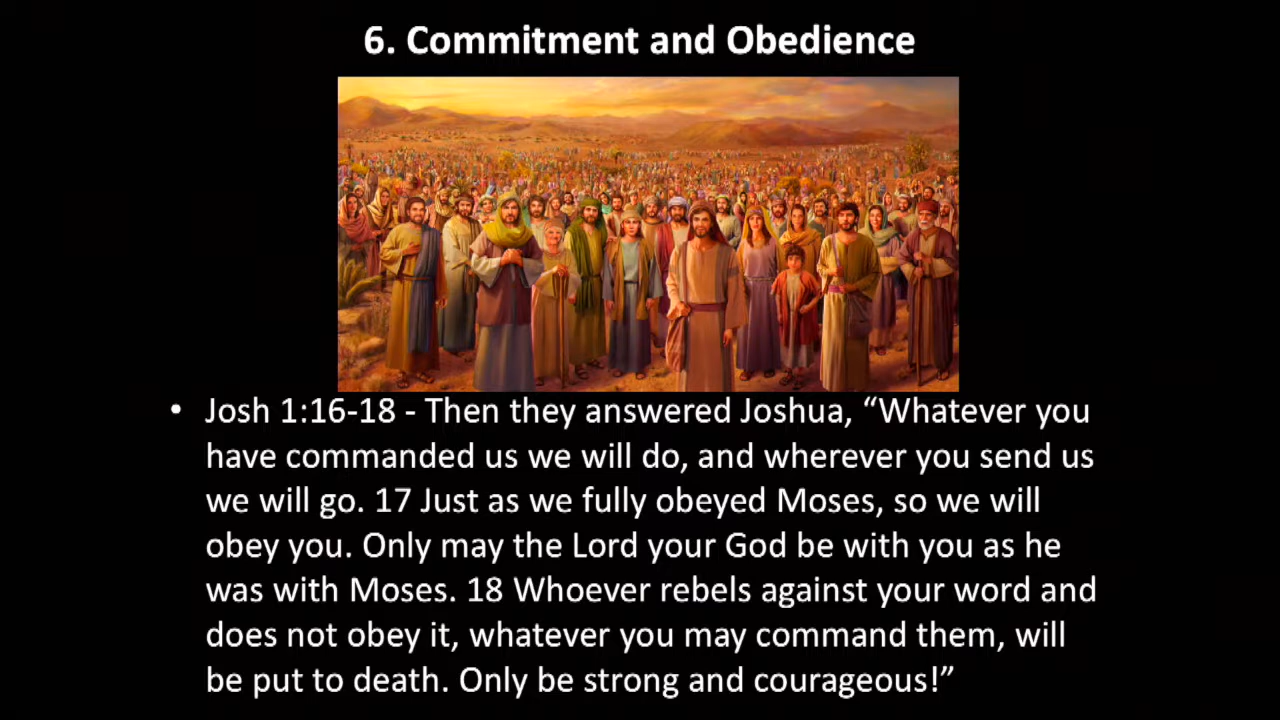 6. Commitment and Obedience
• Josh 1:16-18 - Then they answered Joshua, “Whatever you
have commanded us we will do, and wherever you send us
we will go. 17 Just as we fully obeyed Moses, so we will
obey you. Only may the Lord your God be with you as he
was with Moses. 18 Whoever rebels against your word and
does not obey it, whatever you may command them, will
be put to death. Only be strong and courageous!”